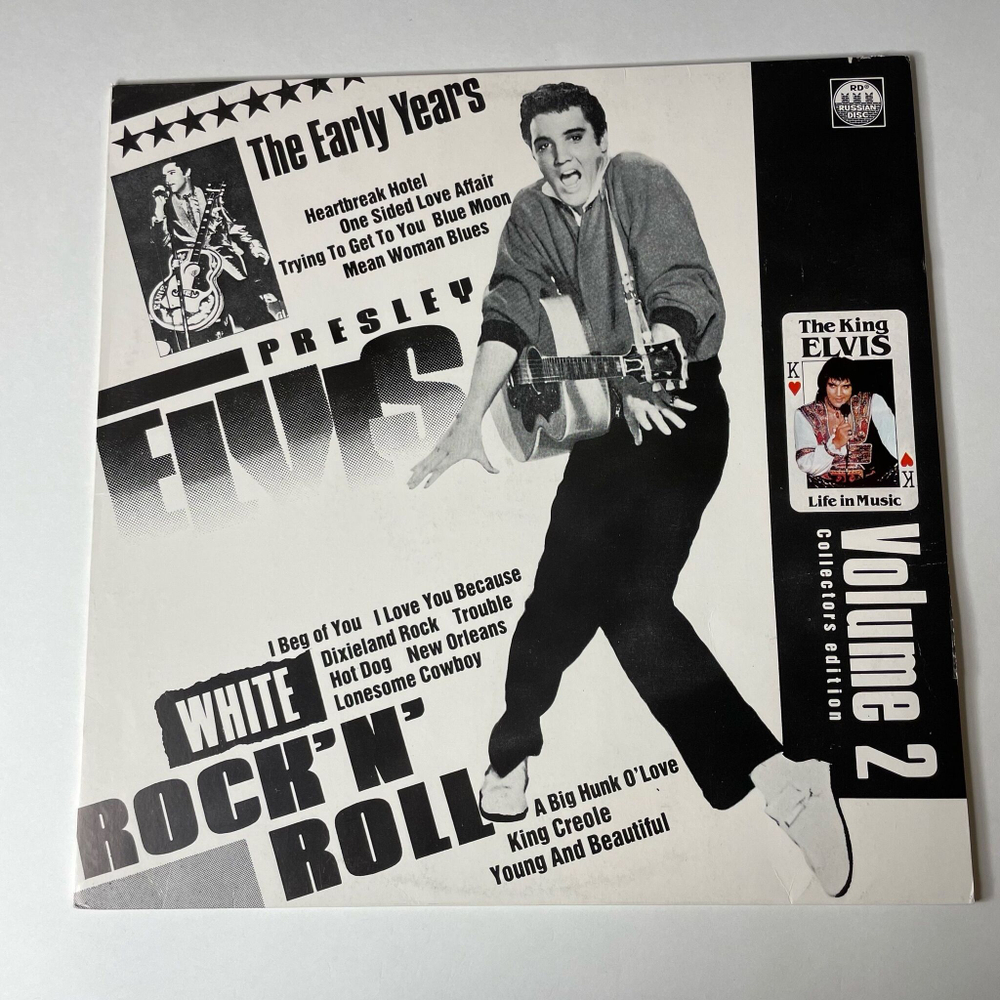 The Early Years
Heartbreak Hotel
One Sided Love Affair
Trying To Get To You Blue Moon
Mean Woman Blues
PRESLEY
ELVIS
I Beg of You I Love You Because
Dixieland Rock Trouble
Hot Dog New Orleans
Lonesome Cowboy
WHITE
ROCK'N'
ROLL
A Big Hunk O'Love
King Creole
Young And Beautiful
RD®
RUSSIAN
DISC
The King
ELVIS
K
K
Life in Music
Volume 2
Collectors edition